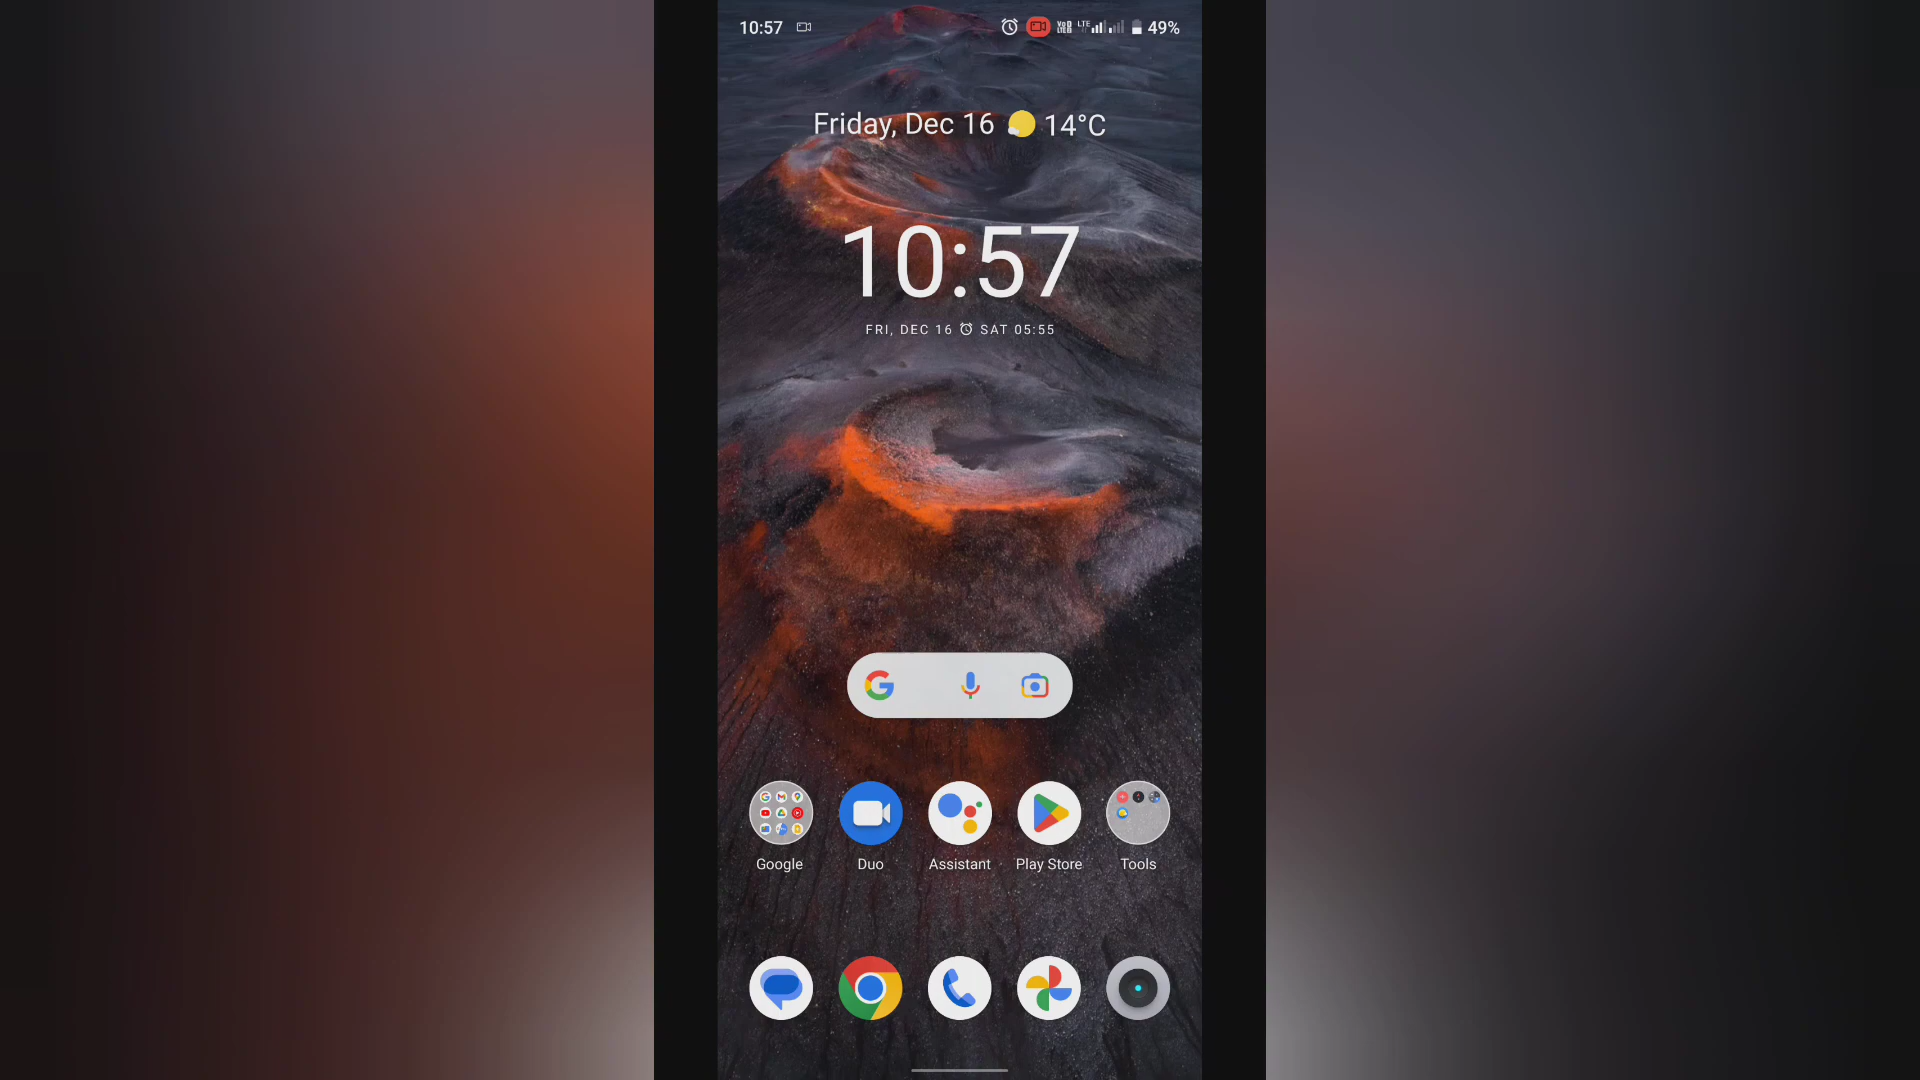 10:57
LTE 49%
Friday, Dec 16 14°C
10:57
FRI, DEC 16 SAT 05:55
Google Duo Assistant Play Store Tools